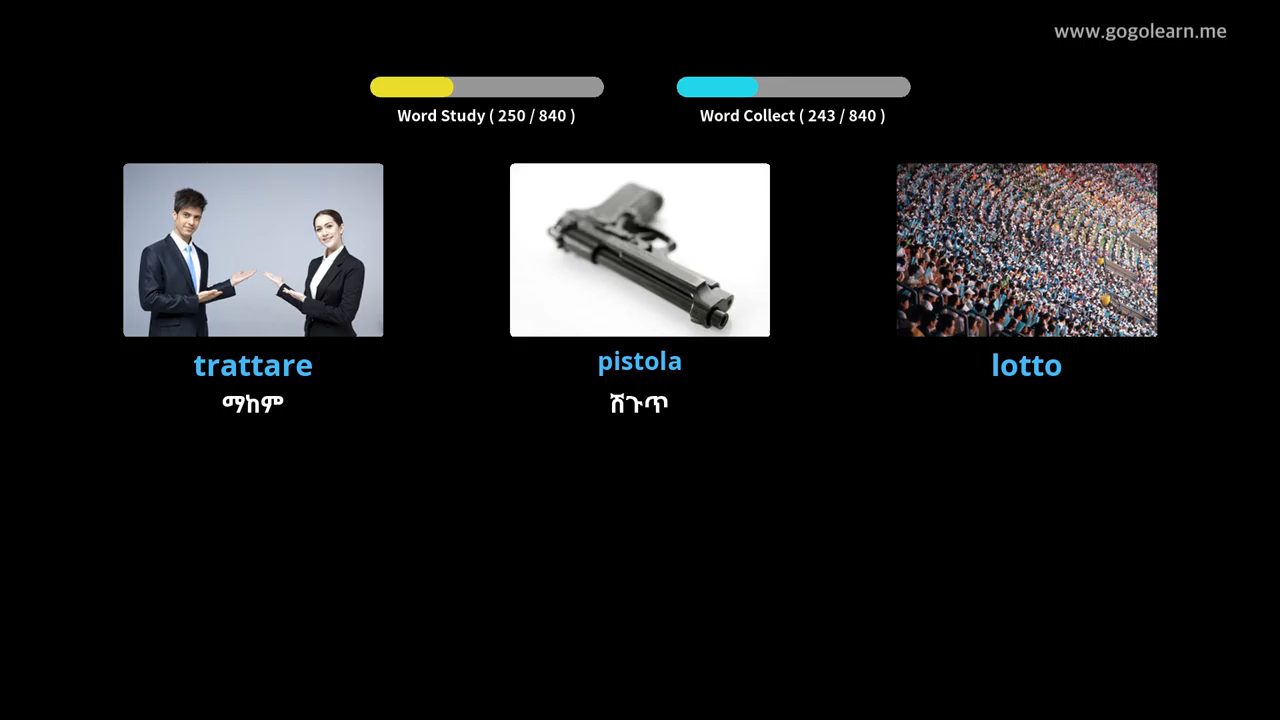 www.gogolearn.me
Word Study ( 250 / 840 )
Word Collect ( 243 / 840 )
trattare
pistola
lotto
ማከም
ሽጉጥ